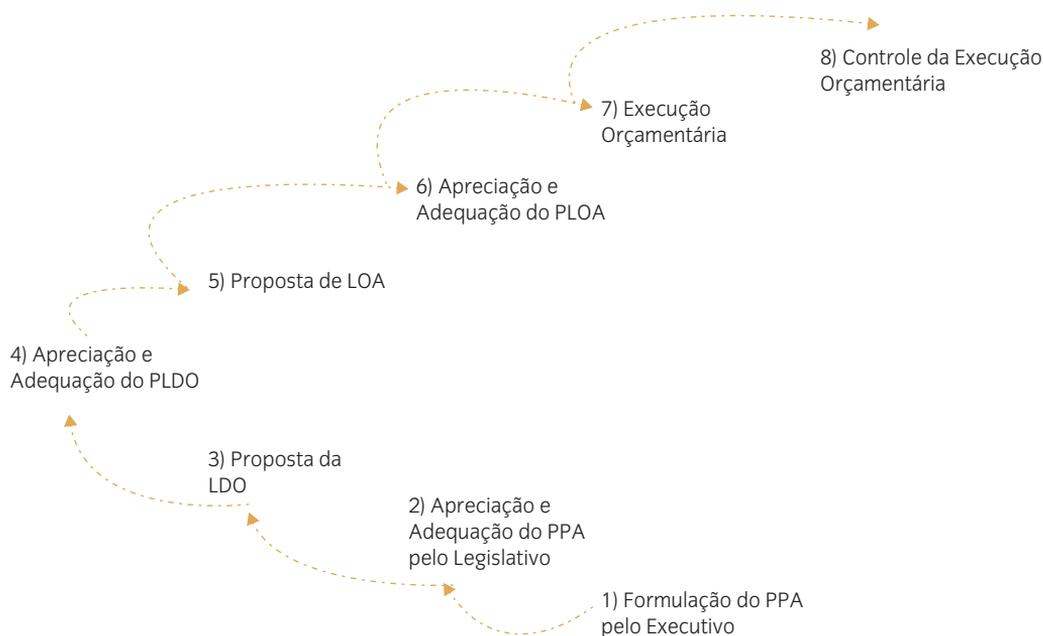 8) Controle da Execução
Orçamentária
7) Execução
Orçamentária
6) Apreciação e
Adequação do PLOA
5) Proposta de LOA
4) Apreciação e
Adequação do PLDO
3) Proposta da
LDO
2) Apreciação e
Adequação do PPA
pelo Legislativo
1) Formulação do PPA
pelo Executivo